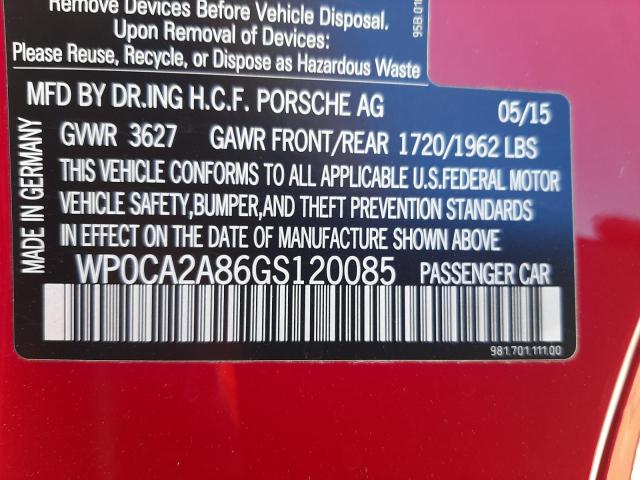 Remove Devices Before Vehicle Disposal.
Upon Removal of Devices:
Please Reuse, Recycle, or Dispose as Hazardous Waste
95B.01
MFD BY DR.ING H.C.F. PORSCHE AG 05/15
GVWR 3627 GAWR FRONT/REAR 1720/1962 LBS
THIS VEHICLE CONFORMS TO ALL APPLICABLE U.S.FEDERAL MOTOR
VEHICLE SAFETY,BUMPER,AND THEFT PREVENTION STANDARDS
IN EFFECT ON THE DATE OF MANUFACTURE SHOWN ABOVE.
MADE IN GERMANY
WP0CA2A86GS120085 PASSENGER CAR
981.701.111.00